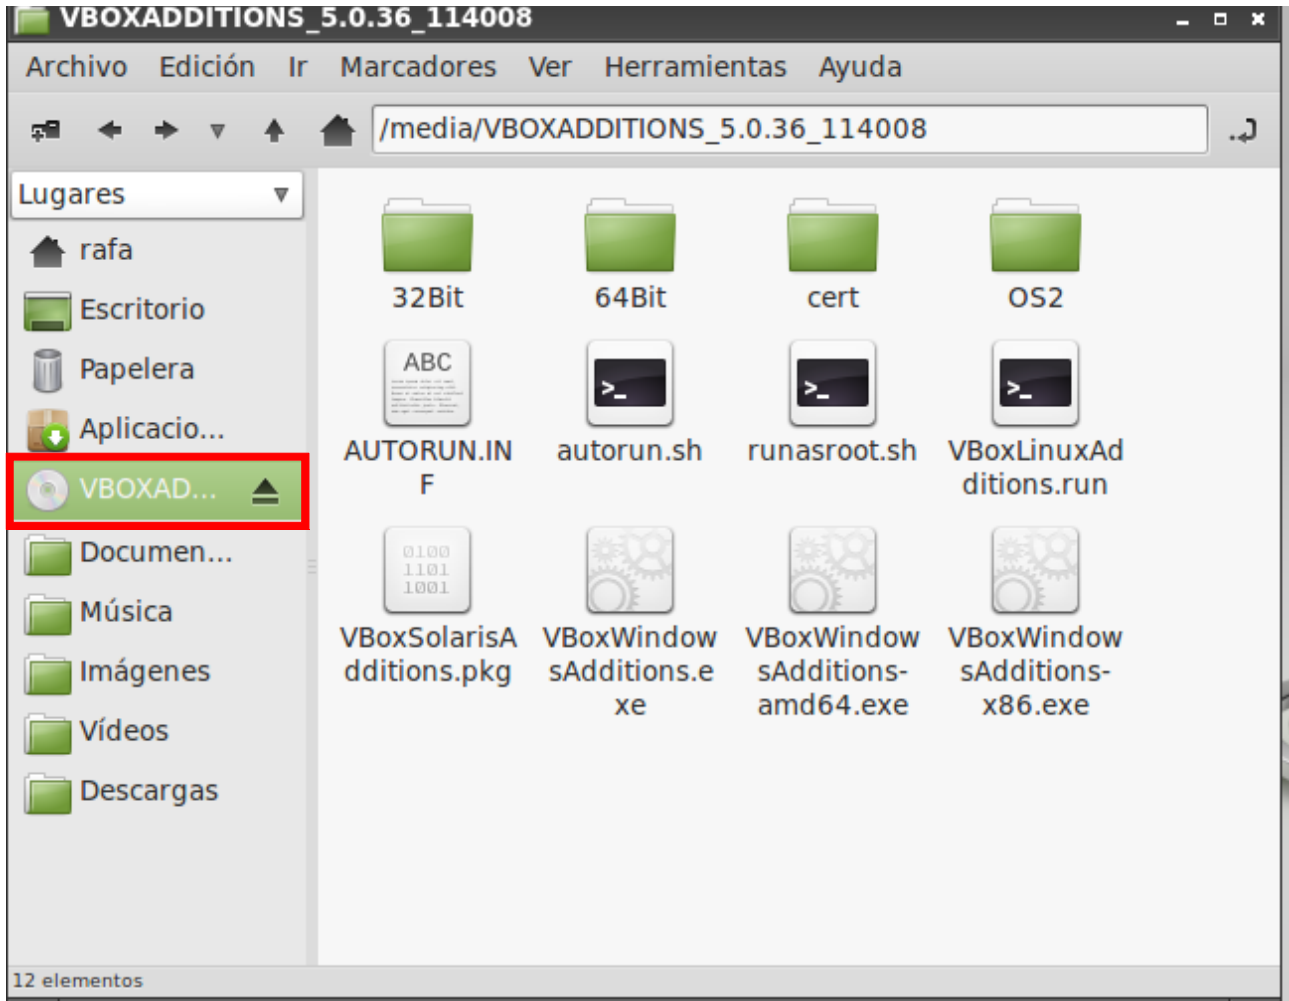 VBOXADDITIONS_5.0.36_114008
Archivo Edición Ir Marcadores Ver Herramientas Ayuda
/media/VBOXADDITIONS_5.0.36_114008
Lugares
rafa
Escritorio
Papelera
Aplicacio...
VBOXAD...
Documen...
Música
Imágenes
Vídeos
Descargas
32Bit 64Bit cert OS2
ABC
>_ >_ >_
AUTORUN.IN autorun.sh runasroot.sh VBoxLinuxAd
F ditions.run
0100
1101
1001
VBoxSolarisA VBoxWindow VBoxWindow VBoxWindow
dditions.pkg sAdditions.e sAdditions- sAdditions-
xe amd64.exe x86.exe
12 elementos